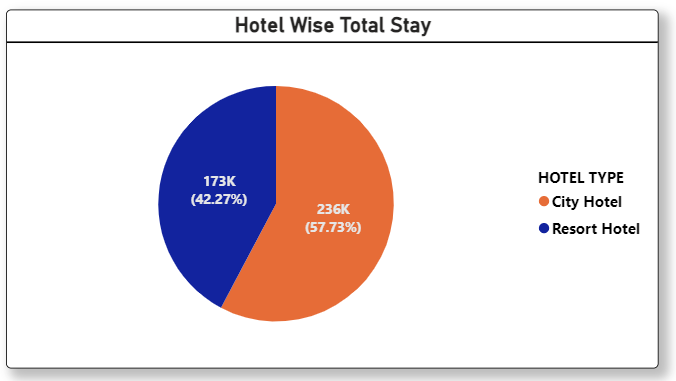 Hotel Wise Total Stay
173K
(42.27%)
236K
(57.73%)
HOTEL TYPE
City Hotel
Resort Hotel